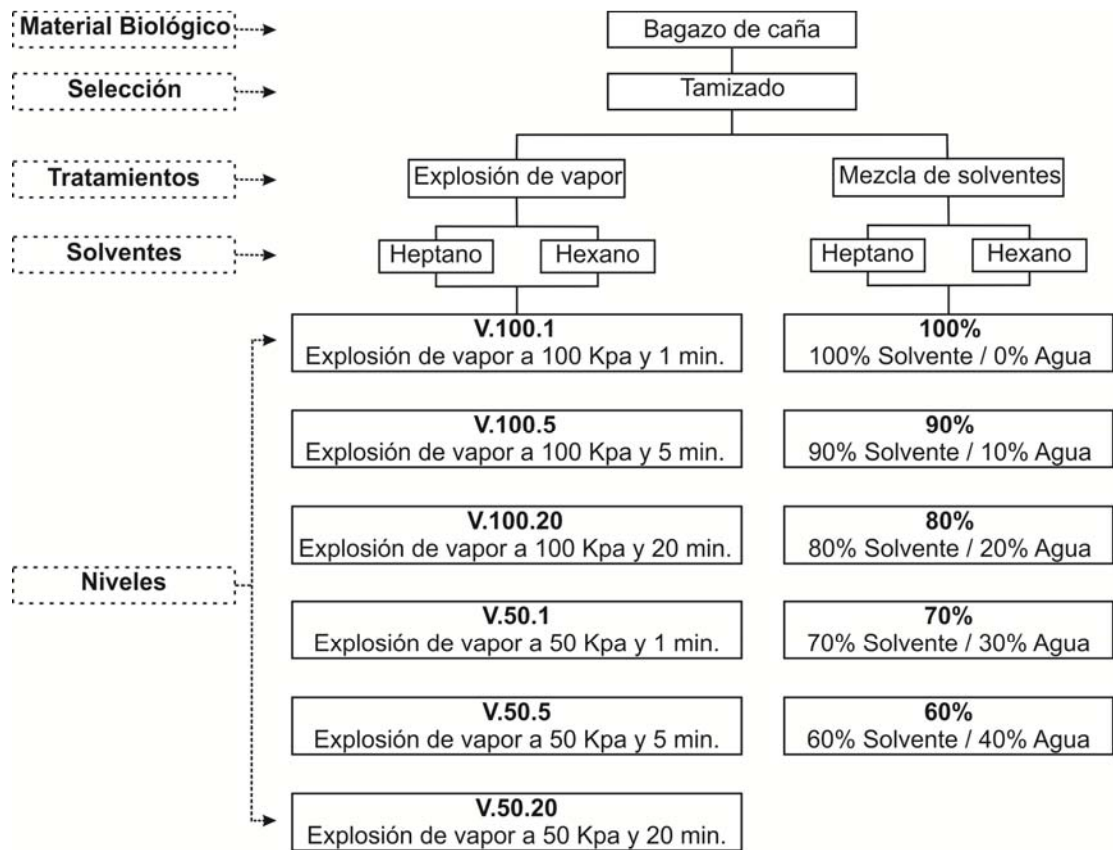 Material Biológico
Bagazo de caña
Selección
Tamizado
Tratamientos
Explosión de vapor
Mezcla de solventes
Solventes
Heptano
Hexano
Heptano
Hexano
Niveles
V.100.1
Explosión de vapor a 100 Kpa y 1 min.
V.100.5
Explosión de vapor a 100 Kpa y 5 min.
V.100.20
Explosión de vapor a 100 Kpa y 20 min.
V.50.1
Explosión de vapor a 50 Kpa y 1 min.
V.50.5
Explosión de vapor a 50 Kpa y 5 min.
V.50.20
Explosión de vapor a 50 Kpa y 20 min.
100%
100% Solvente / 0% Agua
90%
90% Solvente / 10% Agua
80%
80% Solvente / 20% Agua
70%
70% Solvente / 30% Agua
60%
60% Solvente / 40% Agua